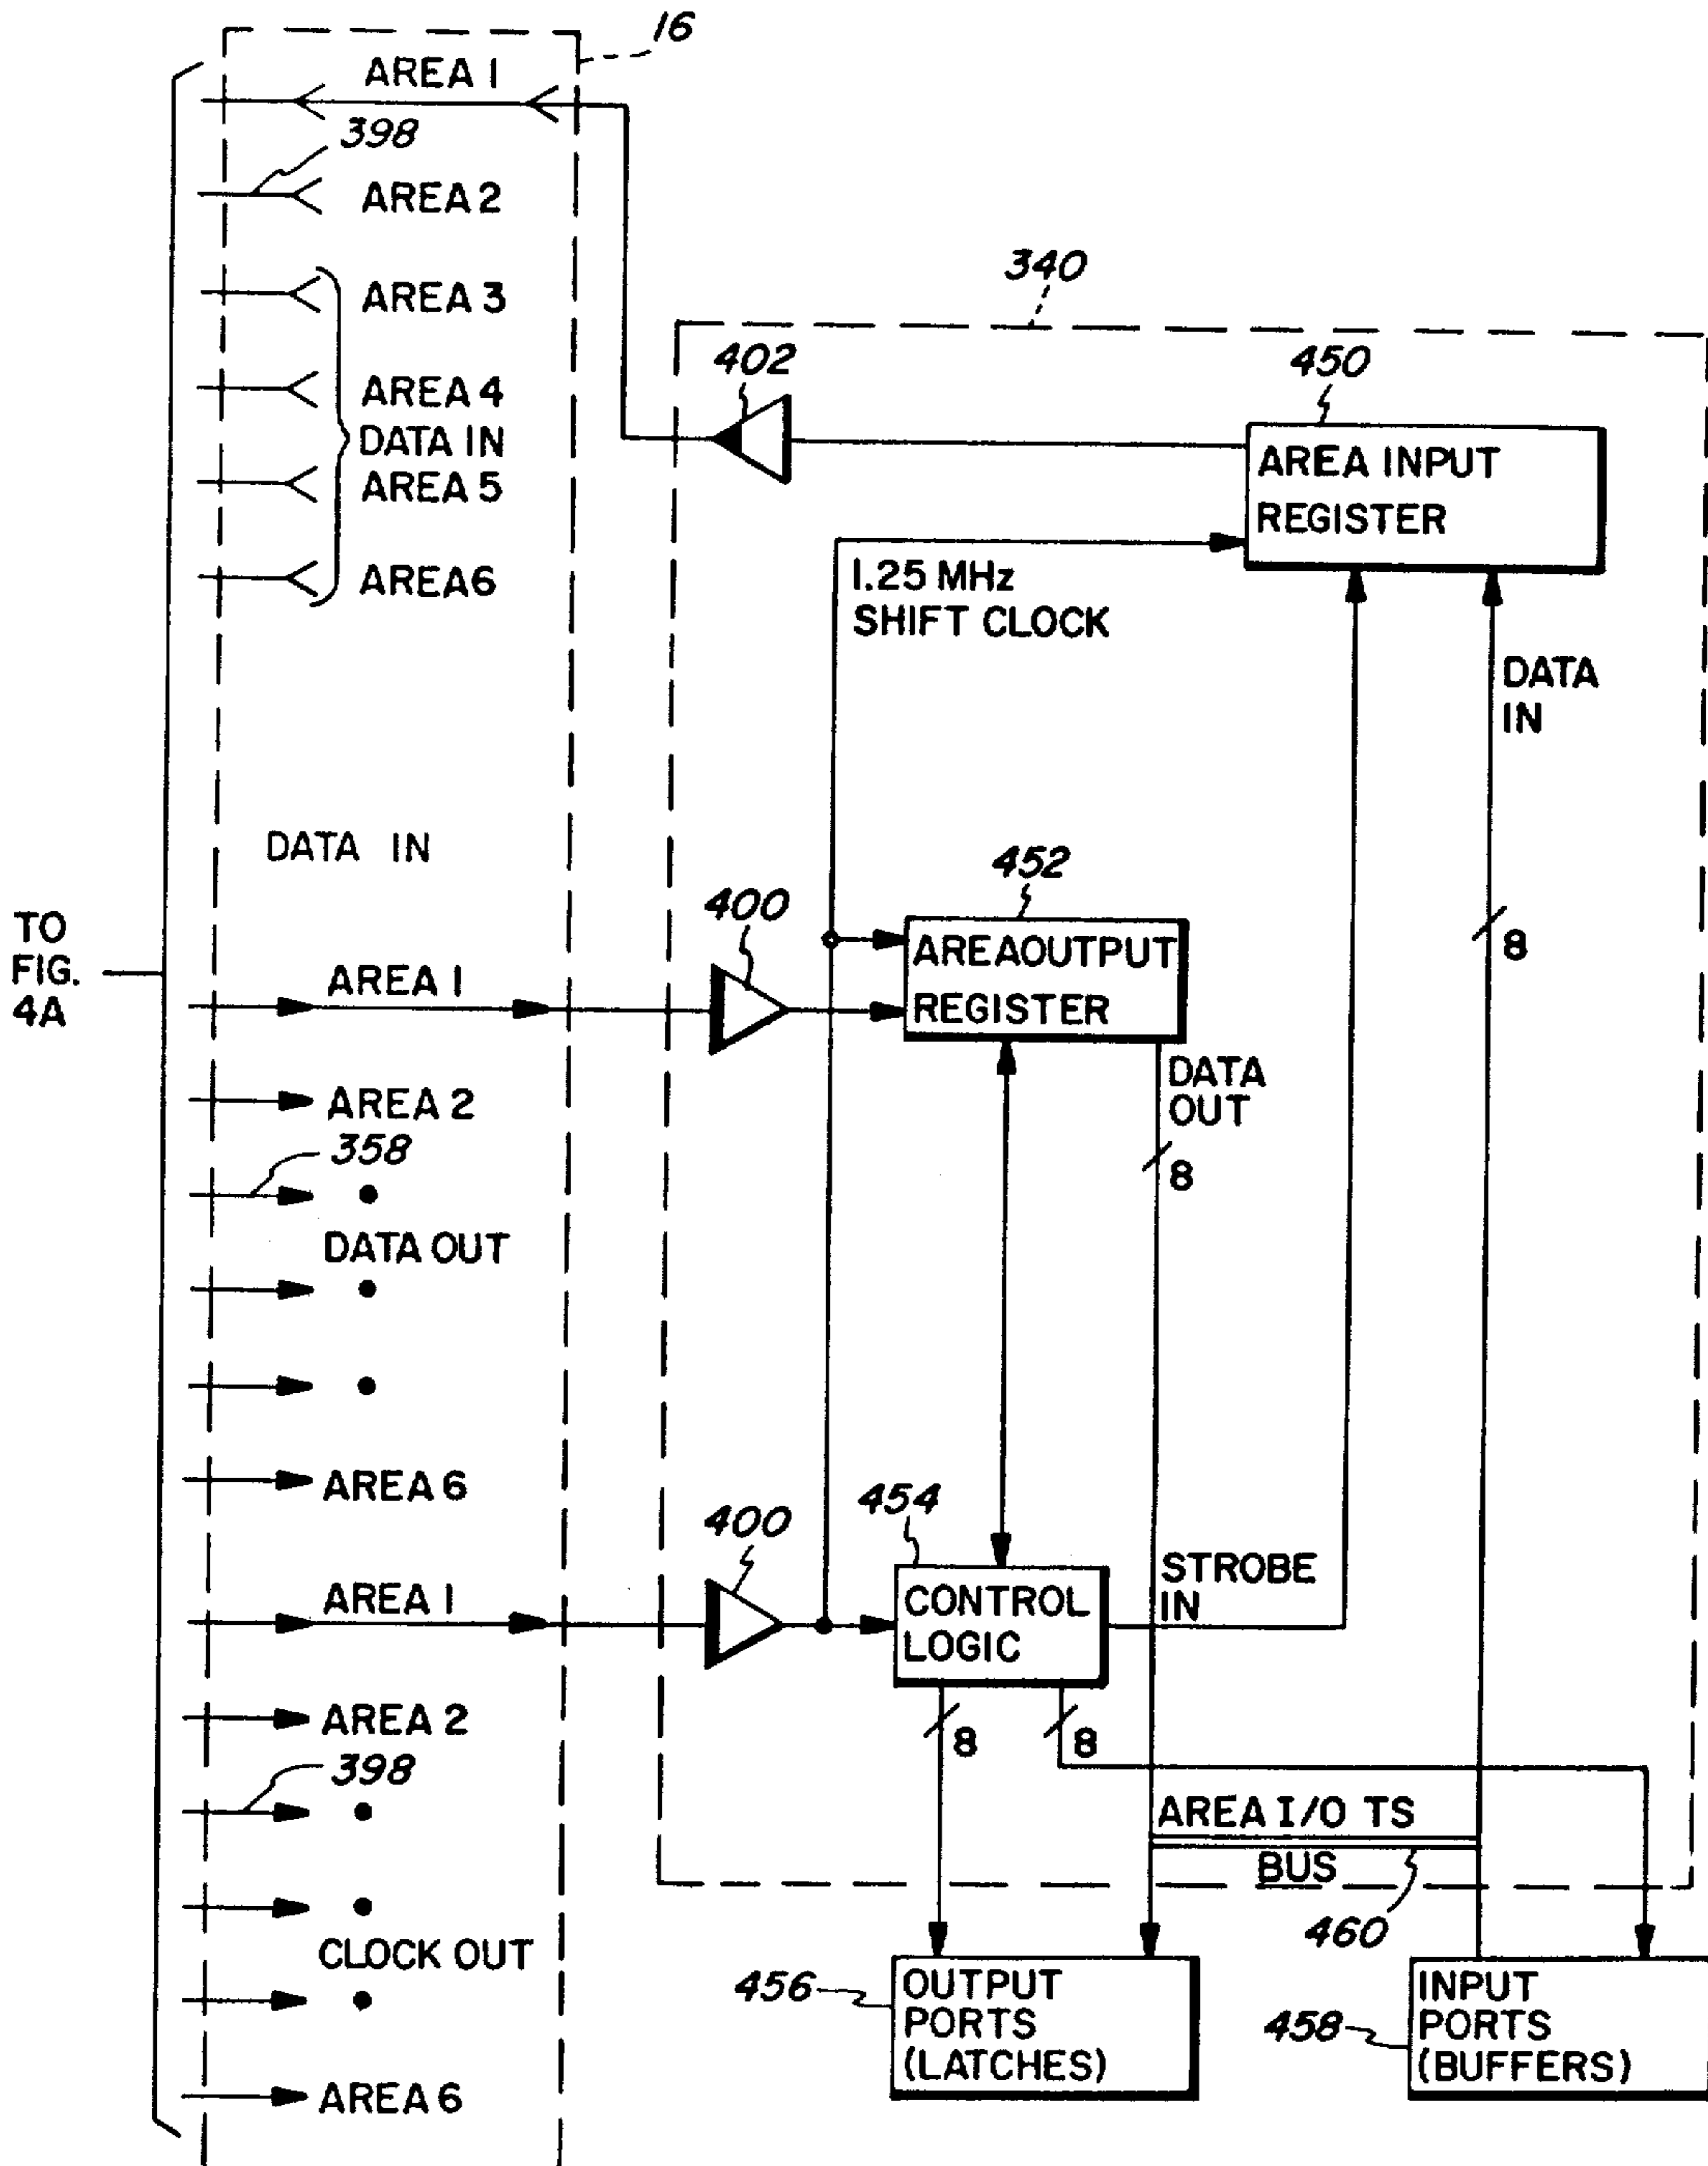 16
AREA 1
398
AREA 2
AREA 3
AREA 4
DATA IN
AREA 5
AREA 6
DATA IN
TO
FIG.
4A
AREA 1
AREA 2
358
DATA OUT
AREA 6
AREA 1
AREA 2
398
CLOCK OUT
AREA 6
340
402
450
AREA INPUT
REGISTER
1.25 MHz
SHIFT CLOCK
DATA
IN
8
452
400
AREAOUTPUT
REGISTER
DATA
OUT
8
454
400
CONTROL
LOGIC
STROBE
IN
8
8
AREA I/O TS
BUS
460
456
OUTPUT
PORTS
(LATCHES)
458
INPUT
PORTS
(BUFFERS)